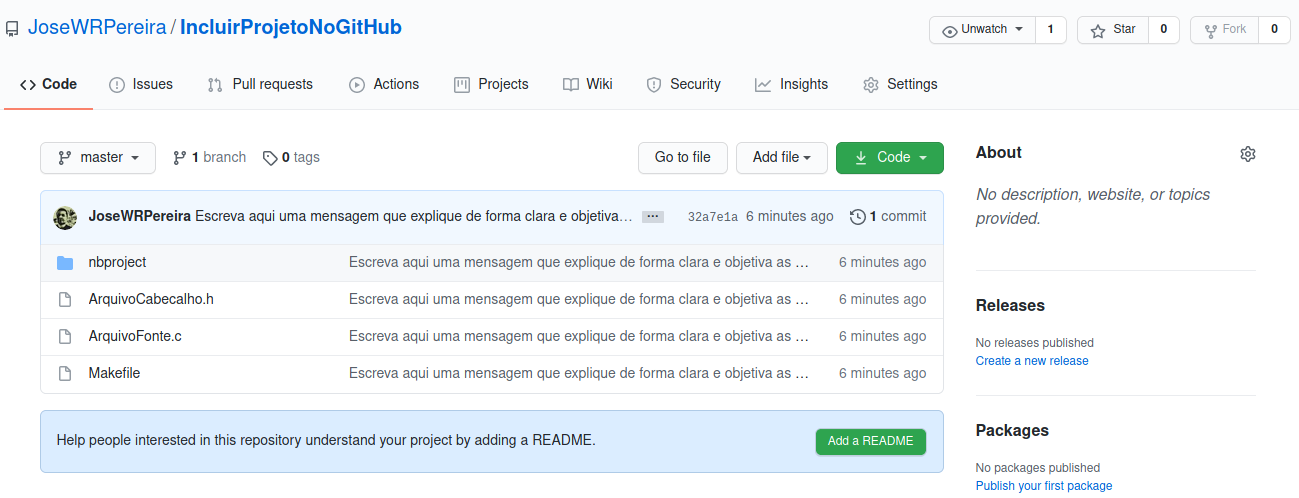 JoseWRPereira / IncluirProjetoNoGitHub
Unwatch 1 Star 0 Fork 0
Code Issues Pull requests Actions Projects Wiki Security Insights Settings
master 1 branch 0 tags Go to file Add file Code
JoseWRPereira Escreva aqui uma mensagem que explique de forma clara e objetiva… ... 32a7e1a 6 minutes ago 1 commit
nbproject Escreva aqui uma mensagem que explique de forma clara e objetiva as … 6 minutes ago
ArquivoCabecalho.h Escreva aqui uma mensagem que explique de forma clara e objetiva as … 6 minutes ago
ArquivoFonte.c Escreva aqui uma mensagem que explique de forma clara e objetiva as … 6 minutes ago
Makefile Escreva aqui uma mensagem que explique de forma clara e objetiva as … 6 minutes ago
Help people interested in this repository understand your project by adding a README. Add a README
About
No description, website, or topics
provided.
Releases
No releases published
Create a new release
Packages
No packages published
Publish your first package